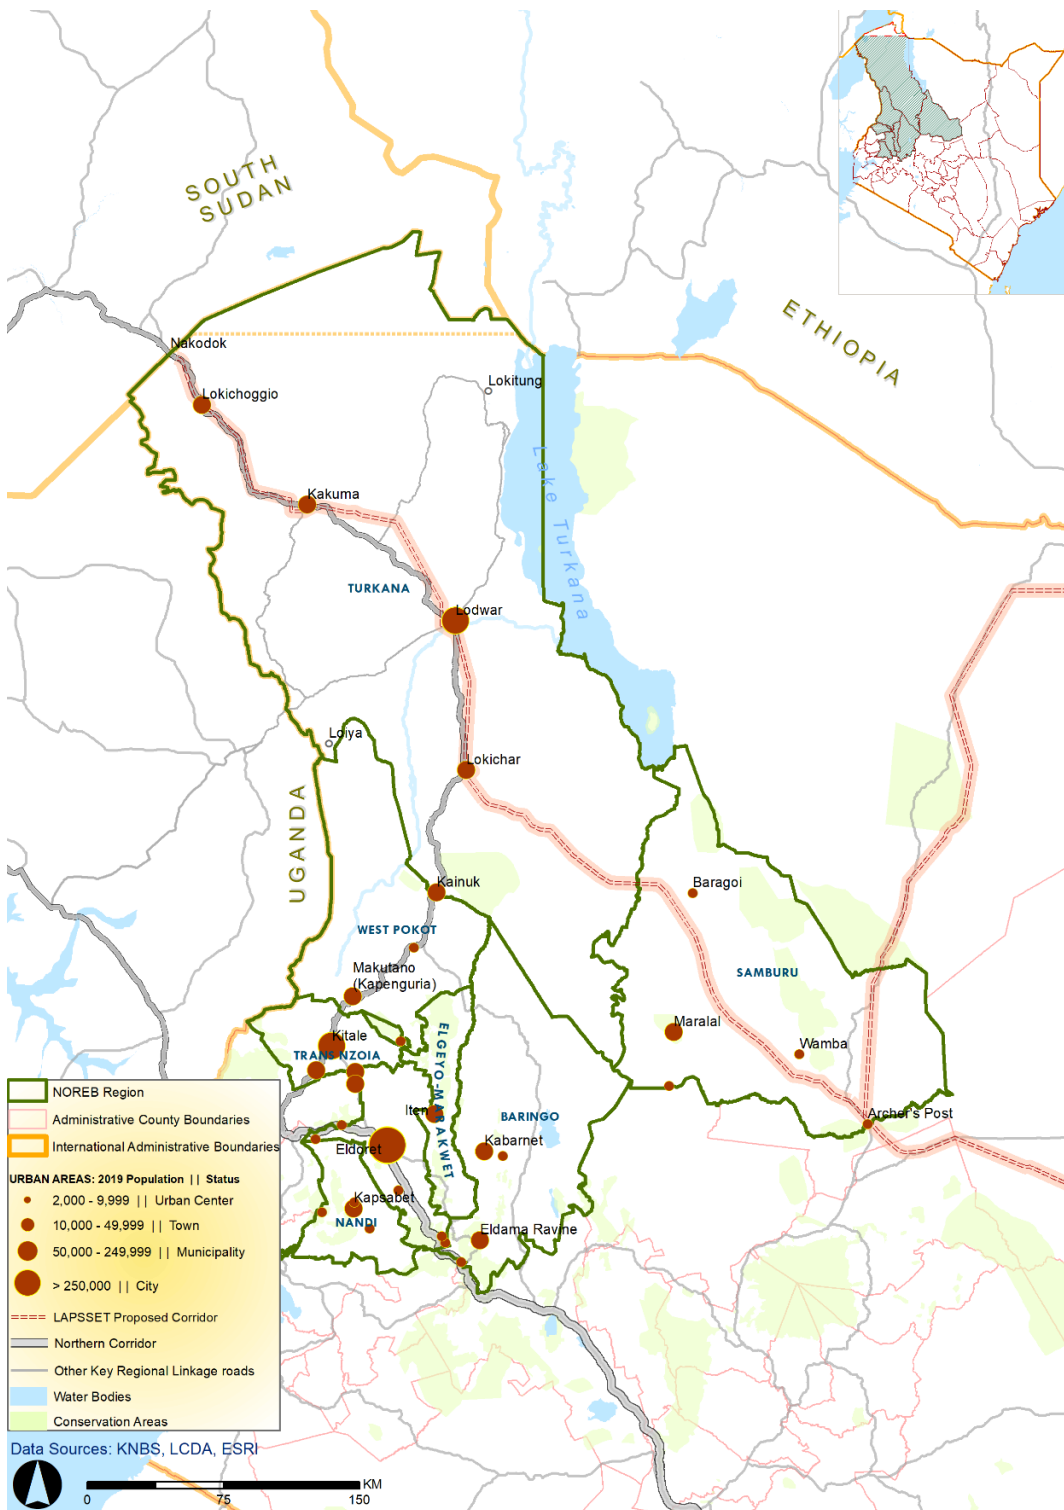 SOUTH
SUDAN
ETHIOPIA
Nakodok
Lokichoggio
Lokitung
Kakuma
Lake Turkana
TURKANA
Lodwar
Loiya
Lokichar
UGANDA
Kainuk
Baragoi
WEST POKOT
SAMBURU
Makutano
(Kapenguria)
Kitale
Maralal
Wamba
TRANS NZOIA
ELGEYO-MARAKWET
Iten
BARINGO
Archer's Post
Eldoret
Kabarnet
Kapsabet
NANDI
Eldama Ravine
NOREB Region
Administrative County Boundaries
International Administrative Boundaries
URBAN AREAS: 2019 Population || Status
2,000 - 9,999 || Urban Center
10,000 - 49,999 || Town
50,000 - 249,999 || Municipality
> 250,000 || City
LAPSSET Proposed Corridor
Northern Corridor
Other Key Regional Linkage roads
Water Bodies
Conservation Areas
Data Sources: KNBS, LCDA, ESRI
KM
0 75 150